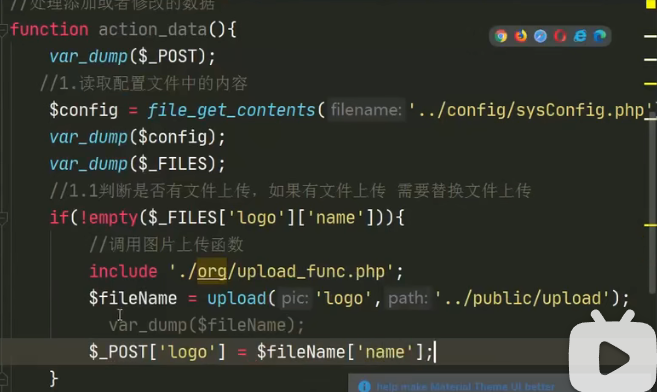 //处理添加或者修改的数据
function action_data(){
var_dump($_POST);
//1.读取配置文件中的内容
$config = file_get_contents( filename: '../config/sysConfig.php'
var_dump($config);
var_dump($_FILES);
//1.1判断是否有文件上传，如果有文件上传 需要替换文件上传
if(!empty($_FILES['logo']['name'])){
//调用图片上传函数
include './org/upload_func.php';
$fileName = upload( pic: 'logo', path: '../public/upload');
var_dump($fileName);
$_POST['logo'] = $fileName['name'];
}
Help make Material Theme UI better